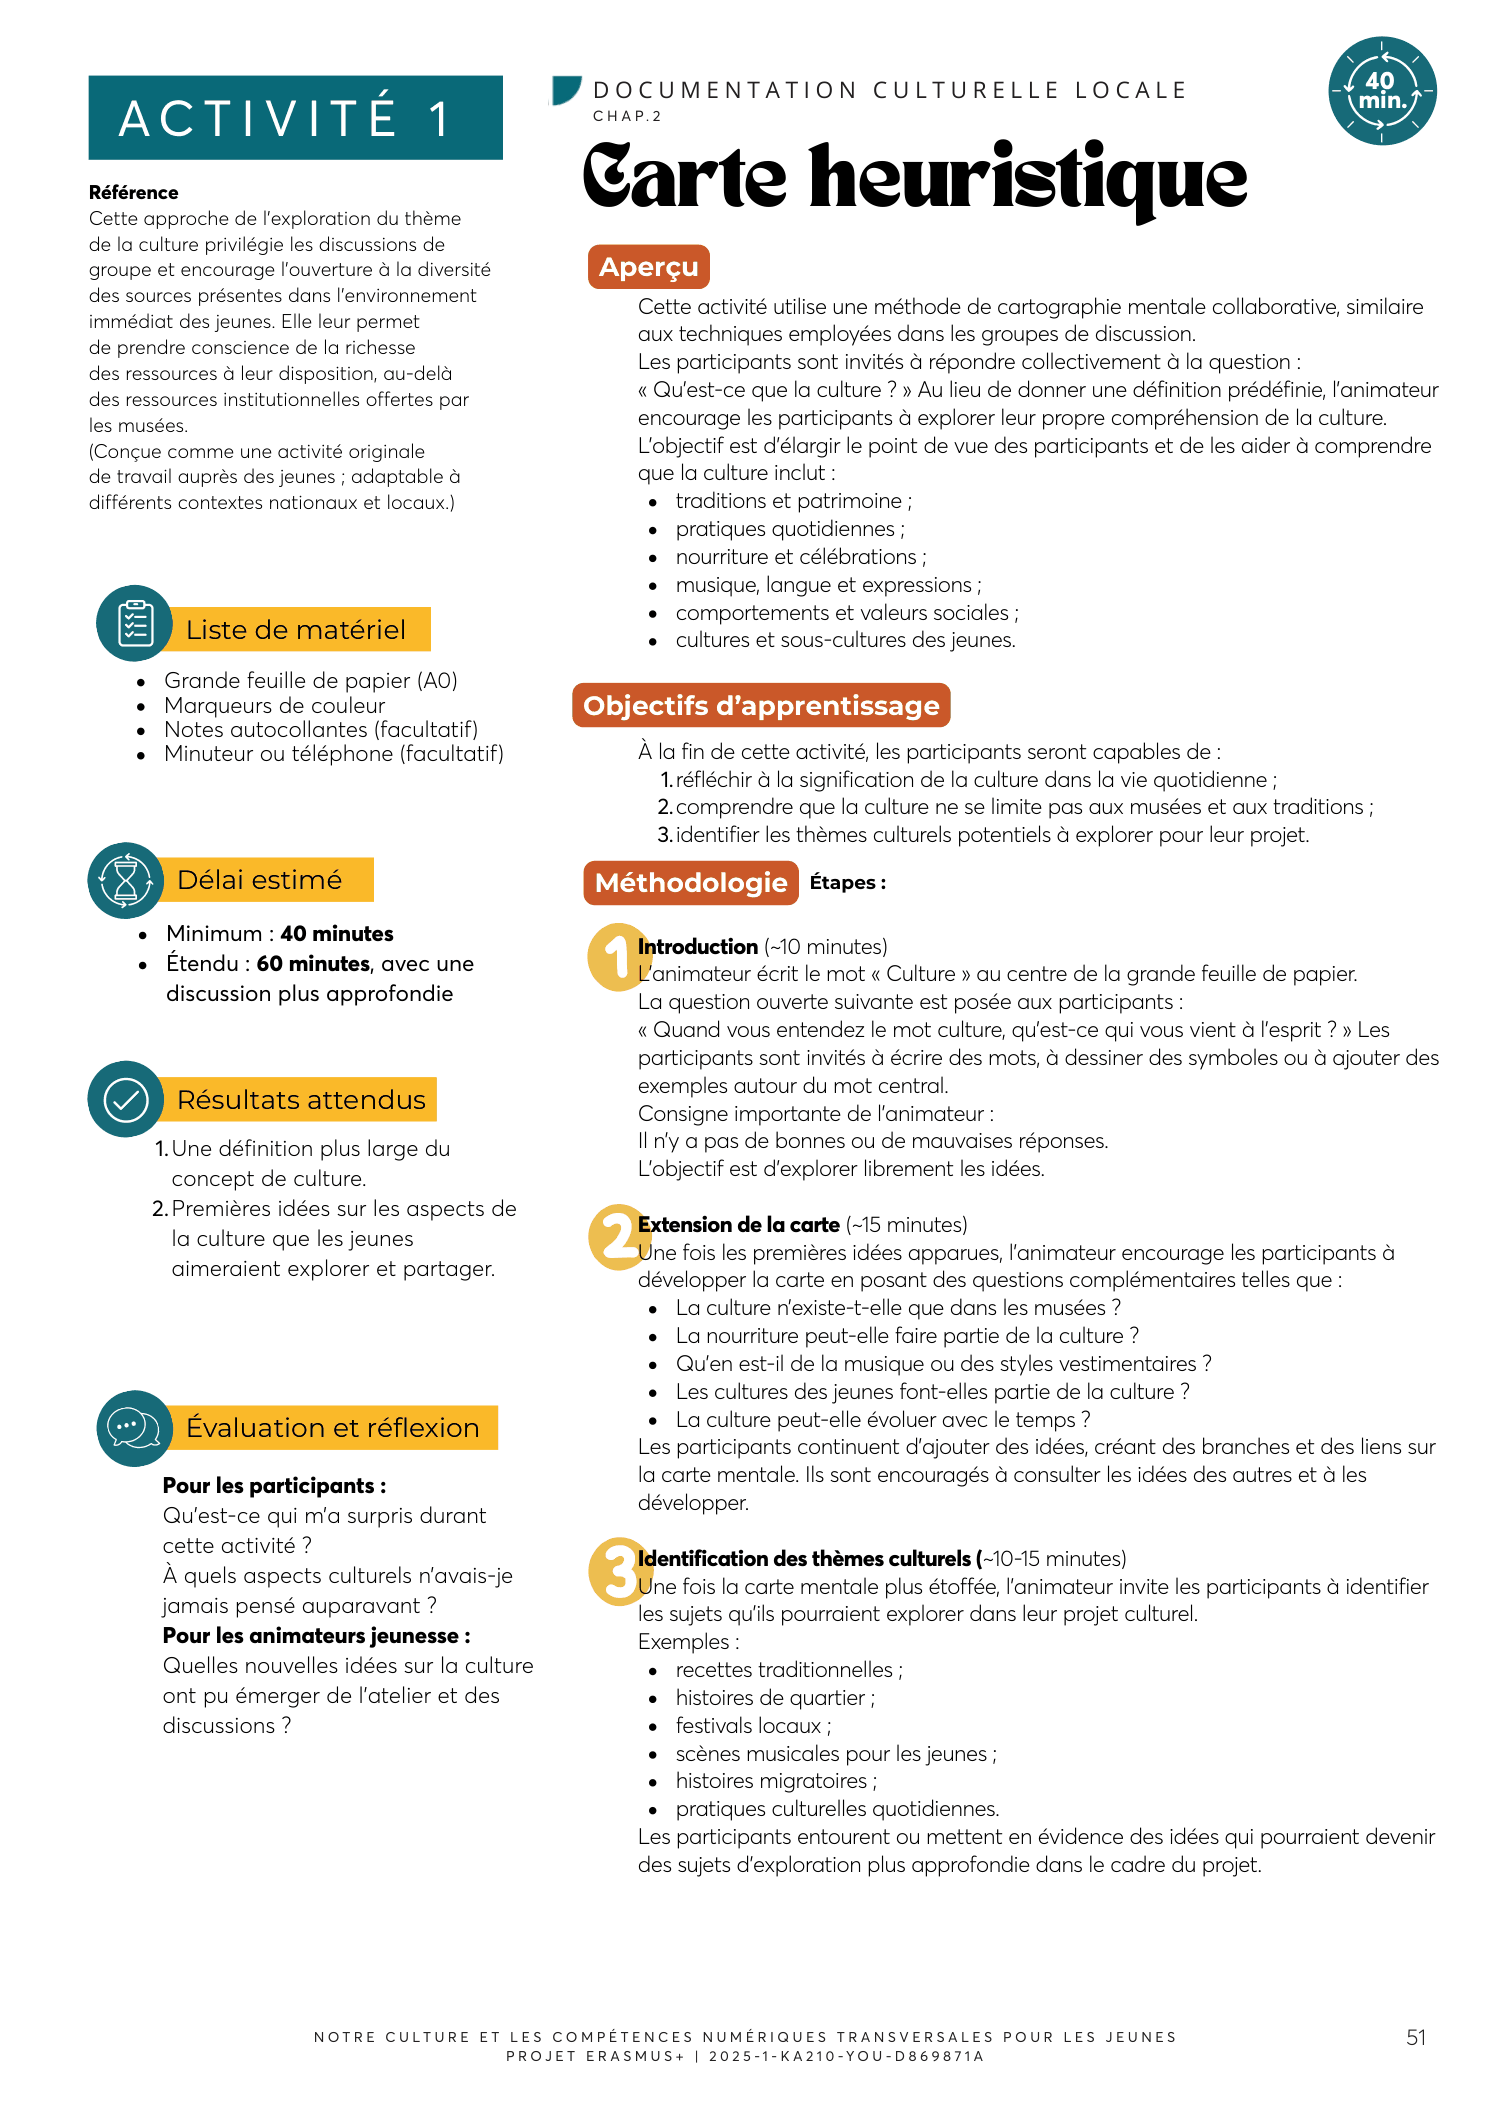 ACTIVITÉ 1
Référence
Cette approche de l'exploration du thème
de la culture privilégie les discussions de
groupe et encourage l'ouverture à la diversité
des sources présentes dans l'environnement
immédiat des jeunes. Elle leur permet
de prendre conscience de la richesse
des ressources à leur disposition, au-delà
des ressources institutionnelles offertes par
les musées.
(Conçue comme une activité originale
de travail auprès des jeunes ; adaptable à
différents contextes nationaux et locaux.)
Liste de matériel
• Grande feuille de papier (A0)
• Marqueurs de couleur
• Notes autocollantes (facultatif)
• Minuteur ou téléphone (facultatif)
Délai estimé
• Minimum : 40 minutes
• Étendu : 60 minutes, avec une
discussion plus approfondie
Résultats attendus
1. Une définition plus large du
concept de culture.
2. Premières idées sur les aspects de
la culture que les jeunes
aimeraient explorer et partager.
Évaluation et réflexion
Pour les participants :
Qu'est-ce qui m'a surpris durant
cette activité ?
À quels aspects culturels n'avais-je
jamais pensé auparavant ?
Pour les animateurs jeunesse :
Quelles nouvelles idées sur la culture
ont pu émerger de l'atelier et des
discussions ?
DOCUMENTATION CULTURELLE LOCALE
CHAP.2
40
min.
Carte heuristique
Aperçu
Cette activité utilise une méthode de cartographie mentale collaborative, similaire
aux techniques employées dans les groupes de discussion.
Les participants sont invités à répondre collectivement à la question :
« Qu'est-ce que la culture ? » Au lieu de donner une définition prédéfinie, l'animateur
encourage les participants à explorer leur propre compréhension de la culture.
L'objectif est d'élargir le point de vue des participants et de les aider à comprendre
que la culture inclut :
• traditions et patrimoine ;
• pratiques quotidiennes ;
• nourriture et célébrations ;
• musique, langue et expressions ;
• comportements et valeurs sociales ;
• cultures et sous-cultures des jeunes.
Objectifs d'apprentissage
À la fin de cette activité, les participants seront capables de :
1. réfléchir à la signification de la culture dans la vie quotidienne ;
2. comprendre que la culture ne se limite pas aux musées et aux traditions ;
3. identifier les thèmes culturels potentiels à explorer pour leur projet.
Méthodologie Étapes :
1 Introduction (~10 minutes)
L'animateur écrit le mot « Culture » au centre de la grande feuille de papier.
La question ouverte suivante est posée aux participants :
« Quand vous entendez le mot culture, qu'est-ce qui vous vient à l'esprit ? » Les
participants sont invités à écrire des mots, à dessiner des symboles ou à ajouter des
exemples autour du mot central.
Consigne importante de l'animateur :
Il n'y a pas de bonnes ou de mauvaises réponses.
L'objectif est d'explorer librement les idées.
2 Extension de la carte (~15 minutes)
Une fois les premières idées apparues, l'animateur encourage les participants à
développer la carte en posant des questions complémentaires telles que :
• La culture n'existe-t-elle que dans les musées ?
• La nourriture peut-elle faire partie de la culture ?
• Qu'en est-il de la musique ou des styles vestimentaires ?
• Les cultures des jeunes font-elles partie de la culture ?
• La culture peut-elle évoluer avec le temps ?
Les participants continuent d'ajouter des idées, créant des branches et des liens sur
la carte mentale. Ils sont encouragés à consulter les idées des autres et à les
développer.
3 Identification des thèmes culturels (~10-15 minutes)
Une fois la carte mentale plus étoffée, l'animateur invite les participants à identifier
les sujets qu'ils pourraient explorer dans leur projet culturel.
Exemples :
• recettes traditionnelles ;
• histoires de quartier ;
• festivals locaux ;
• scènes musicales pour les jeunes ;
• histoires migratoires ;
• pratiques culturelles quotidiennes.
Les participants entourent ou mettent en évidence des idées qui pourraient devenir
des sujets d'exploration plus approfondie dans le cadre du projet.
NOTRE CULTURE ET LES COMPÉTENCES NUMÉRIQUES TRANSVERSALES POUR LES JEUNES
PROJET ERASMUS+ | 2025-1-KA210-YOU-D869871A
51